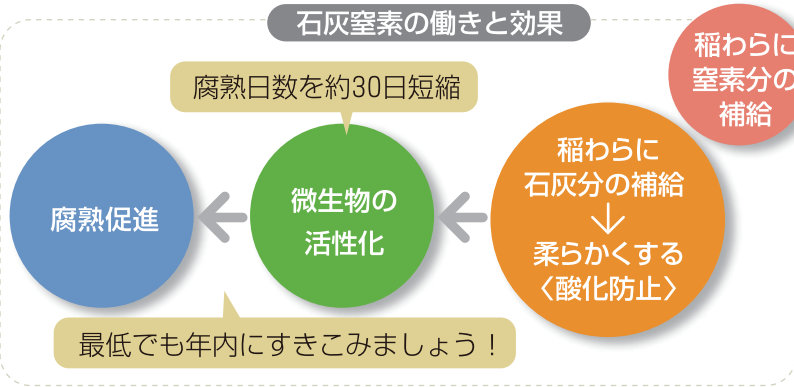 石灰窒素の働きと効果
稲わらに
窒素分の
補給
稲わらに
石灰分の補給
↓
柔らかくする
〈酸化防止〉
腐熟日数を約30日短縮
微生物の
活性化
腐熟促進
最低でも年内にすきこみましょう！